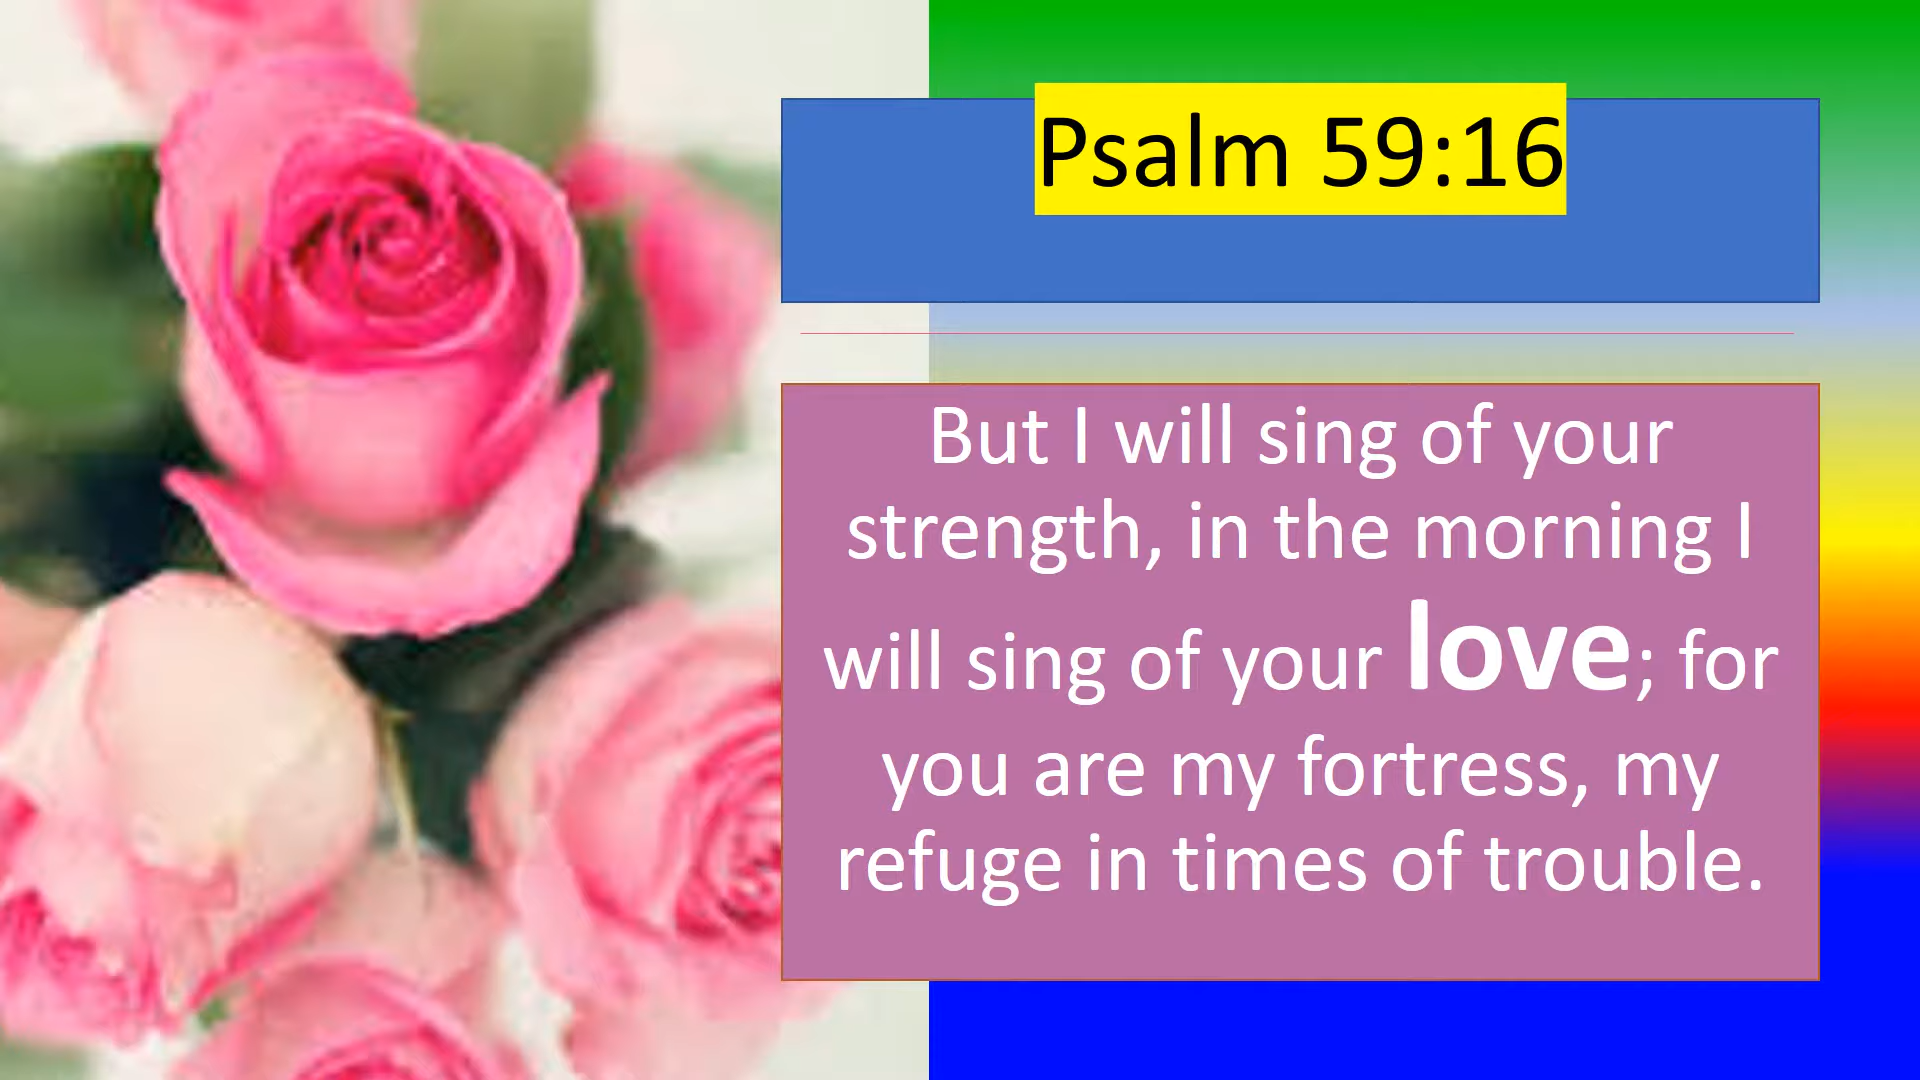 Psalm 59:16
But I will sing of your
strength, in the morning I
will sing of your love; for
you are my fortress, my
refuge in times of trouble.